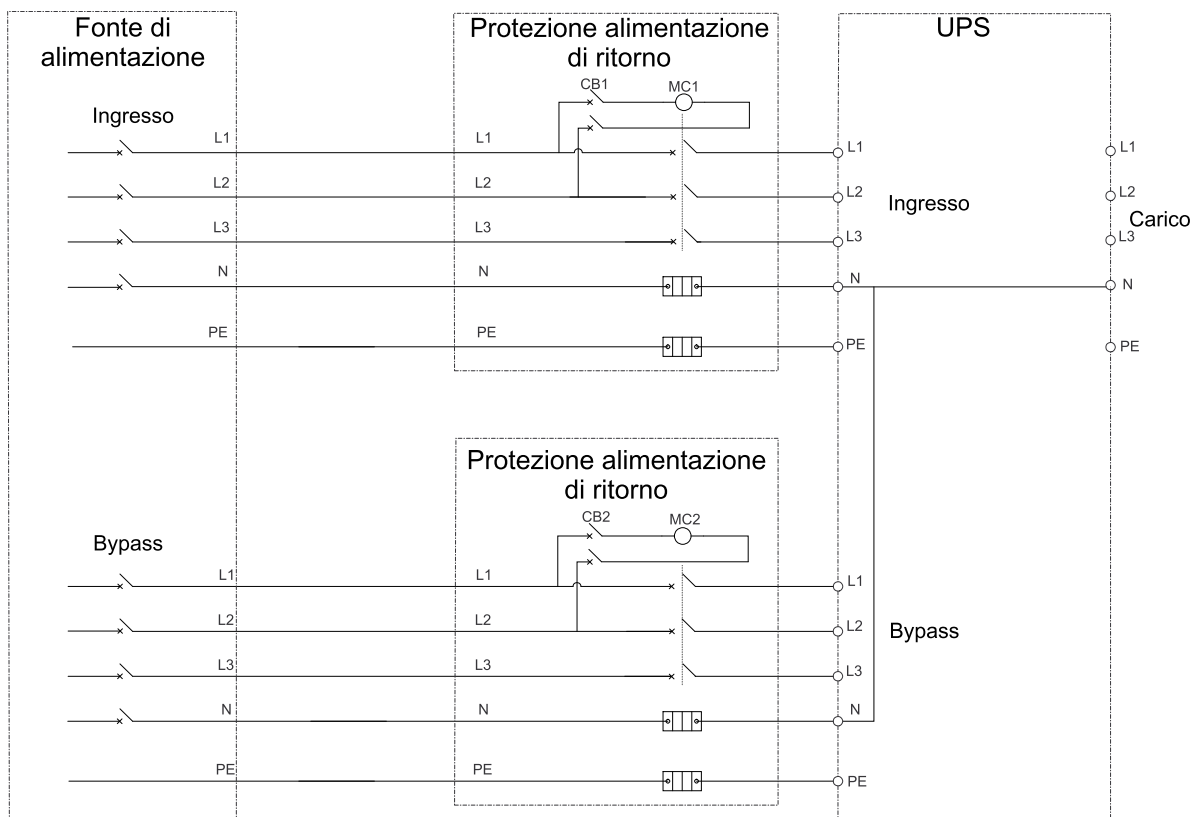 Fonte di
alimentazione
Protezione alimentazione
di ritorno
UPS
CB1
MC1
Ingresso
L1
L1
L1
L1
L2
L2
L2
L2
Ingresso
Carico
L3
L3
L3
L3
N
N
N
N
PE
PE
PE
PE
Protezione alimentazione
di ritorno
CB2
MC2
Bypass
L1
L1
L1
L2
L2
L2
Bypass
L3
L3
L3
N
N
N
PE
PE
PE